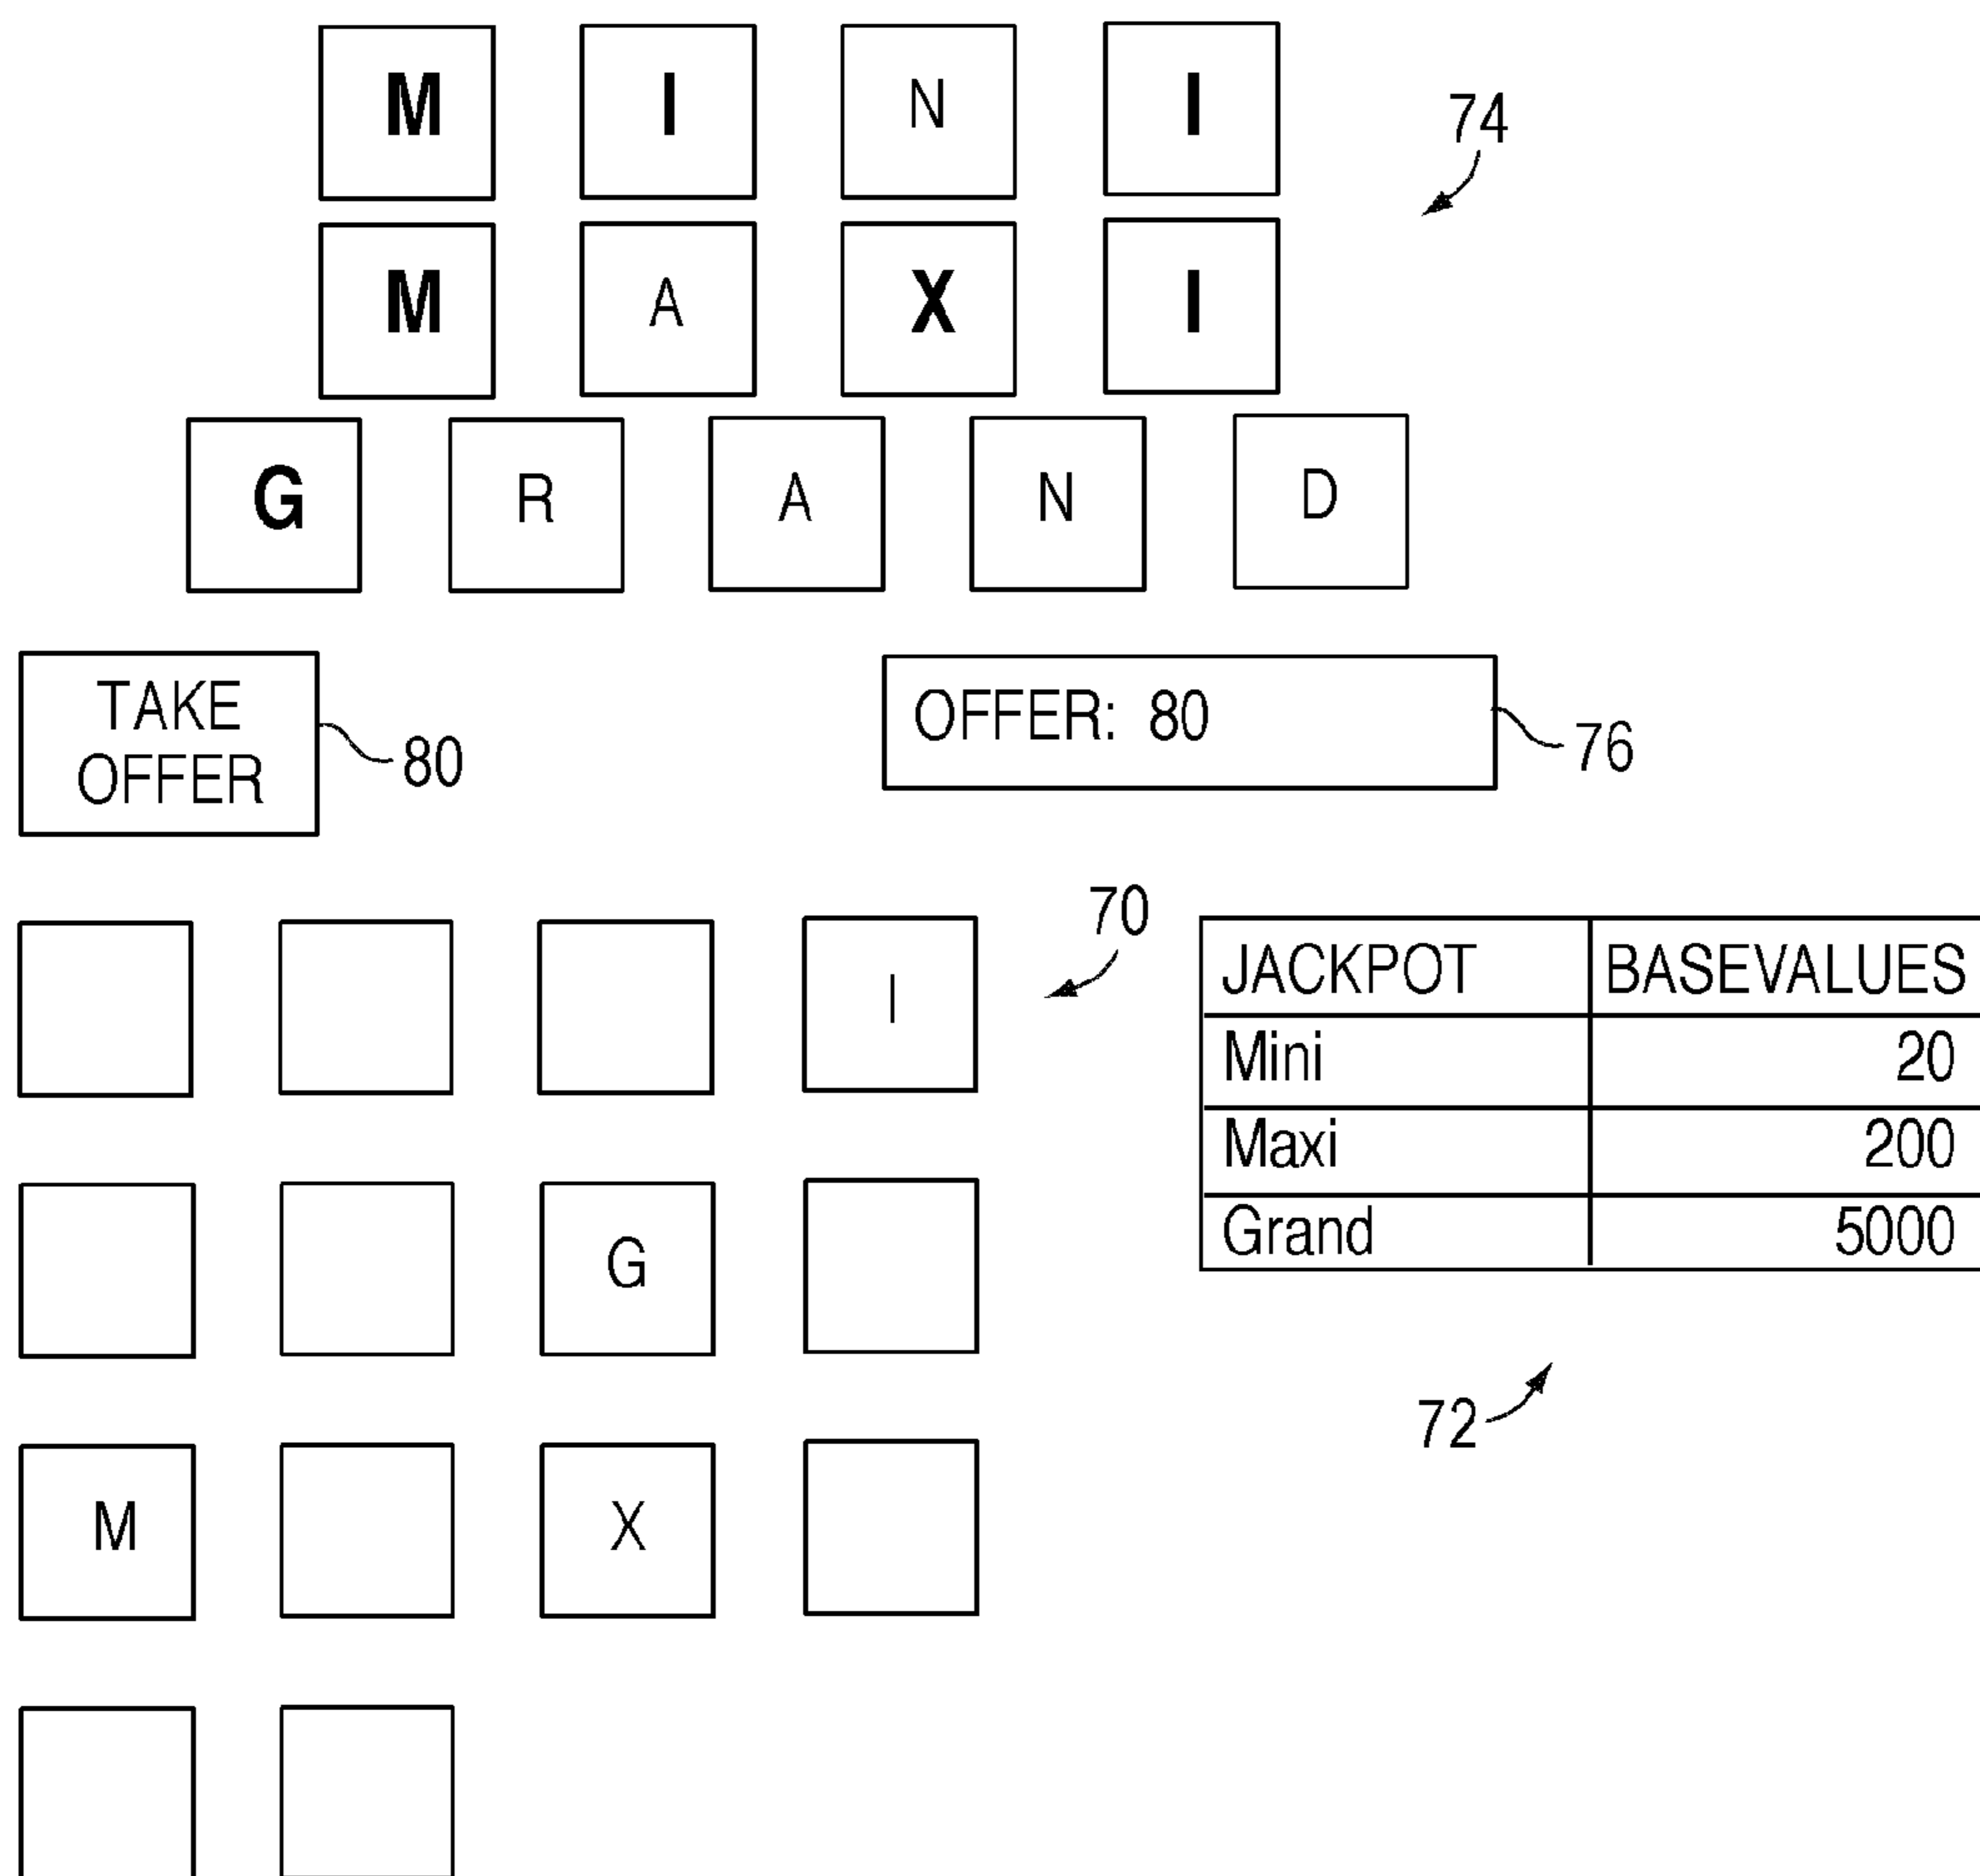 M I N I
74
M A X I
G R A N D
TAKE
OFFER
80
OFFER: 80
76
70
I
JACKPOT BASEVALUES
Mini 20
Maxi 200
G
Grand 5000
72
M X